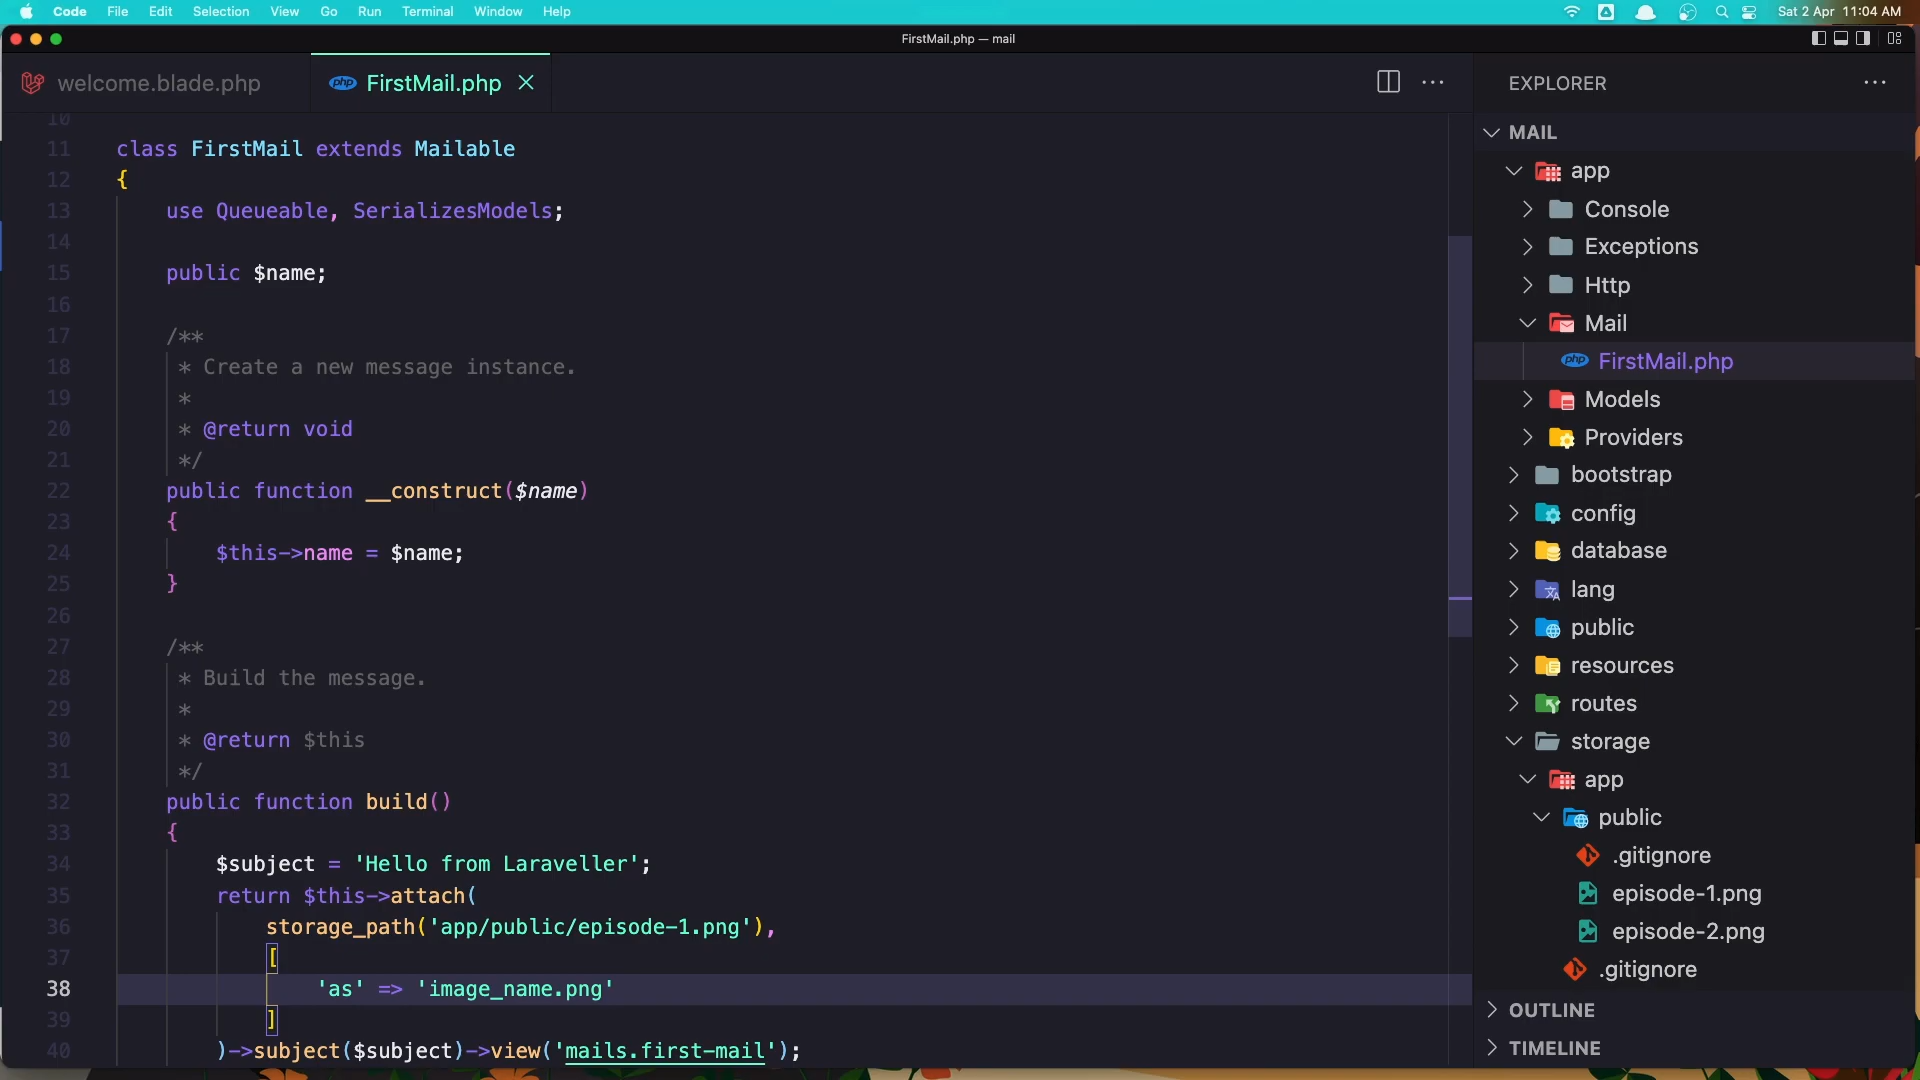 Code File Edit Selection View Go Run Terminal Window Help Sat 2 Apr 11:04 AM
FirstMail.php — mail
welcome.blade.php
php FirstMail.php
10
11 class FirstMail extends Mailable
12 {
13 use Queueable, SerializesModels;
14
15 public $name;
16
17 /**
18 * Create a new message instance.
19 *
20 * @return void
21 */
22 public function __construct($name)
23 {
24 $this->name = $name;
25 }
26
27 /**
28 * Build the message.
29 *
30 * @return $this
31 */
32 public function build()
33 {
34 $subject = 'Hello from Laraveller';
35 return $this->attach(
36 storage_path('app/public/episode-1.png'),
37 [
38 'as' => 'image_name.png'
39 ]
40 )->subject($subject)->view('mails.first-mail');
EXPLORER
MAIL
app
Console
Exceptions
Http
Mail
php FirstMail.php
Models
Providers
bootstrap
config
database
lang
public
resources
routes
storage
app
public
.gitignore
episode-1.png
episode-2.png
.gitignore
OUTLINE
TIMELINE